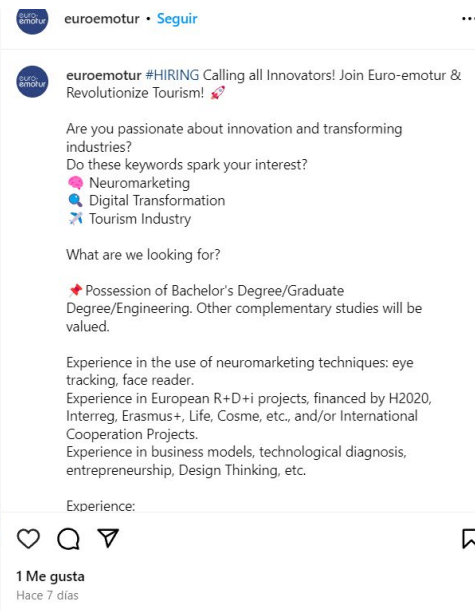 euro-
emotur
euroemotur • Seguir
euro-
emotur
euroemotur #HIRING Calling all Innovators! Join Euro-emotur &
Revolutionize Tourism! 🚀
Are you passionate about innovation and transforming
industries?
Do these keywords spark your interest?
🧠 Neuromarketing
🔍 Digital Transformation
✈️ Tourism Industry
What are we looking for?
📌Possession of Bachelor's Degree/Graduate
Degree/Engineering. Other complementary studies will be
valued.
Experience in the use of neuromarketing techniques: eye
tracking, face reader.
Experience in European R+D+i projects, financed by H2020,
Interreg, Erasmus+, Life, Cosme, etc., and/or International
Cooperation Projects.
Experience in business models, technological diagnosis,
entrepreneurship, Design Thinking, etc.
Experience:
1 Me gusta
Hace 7 días